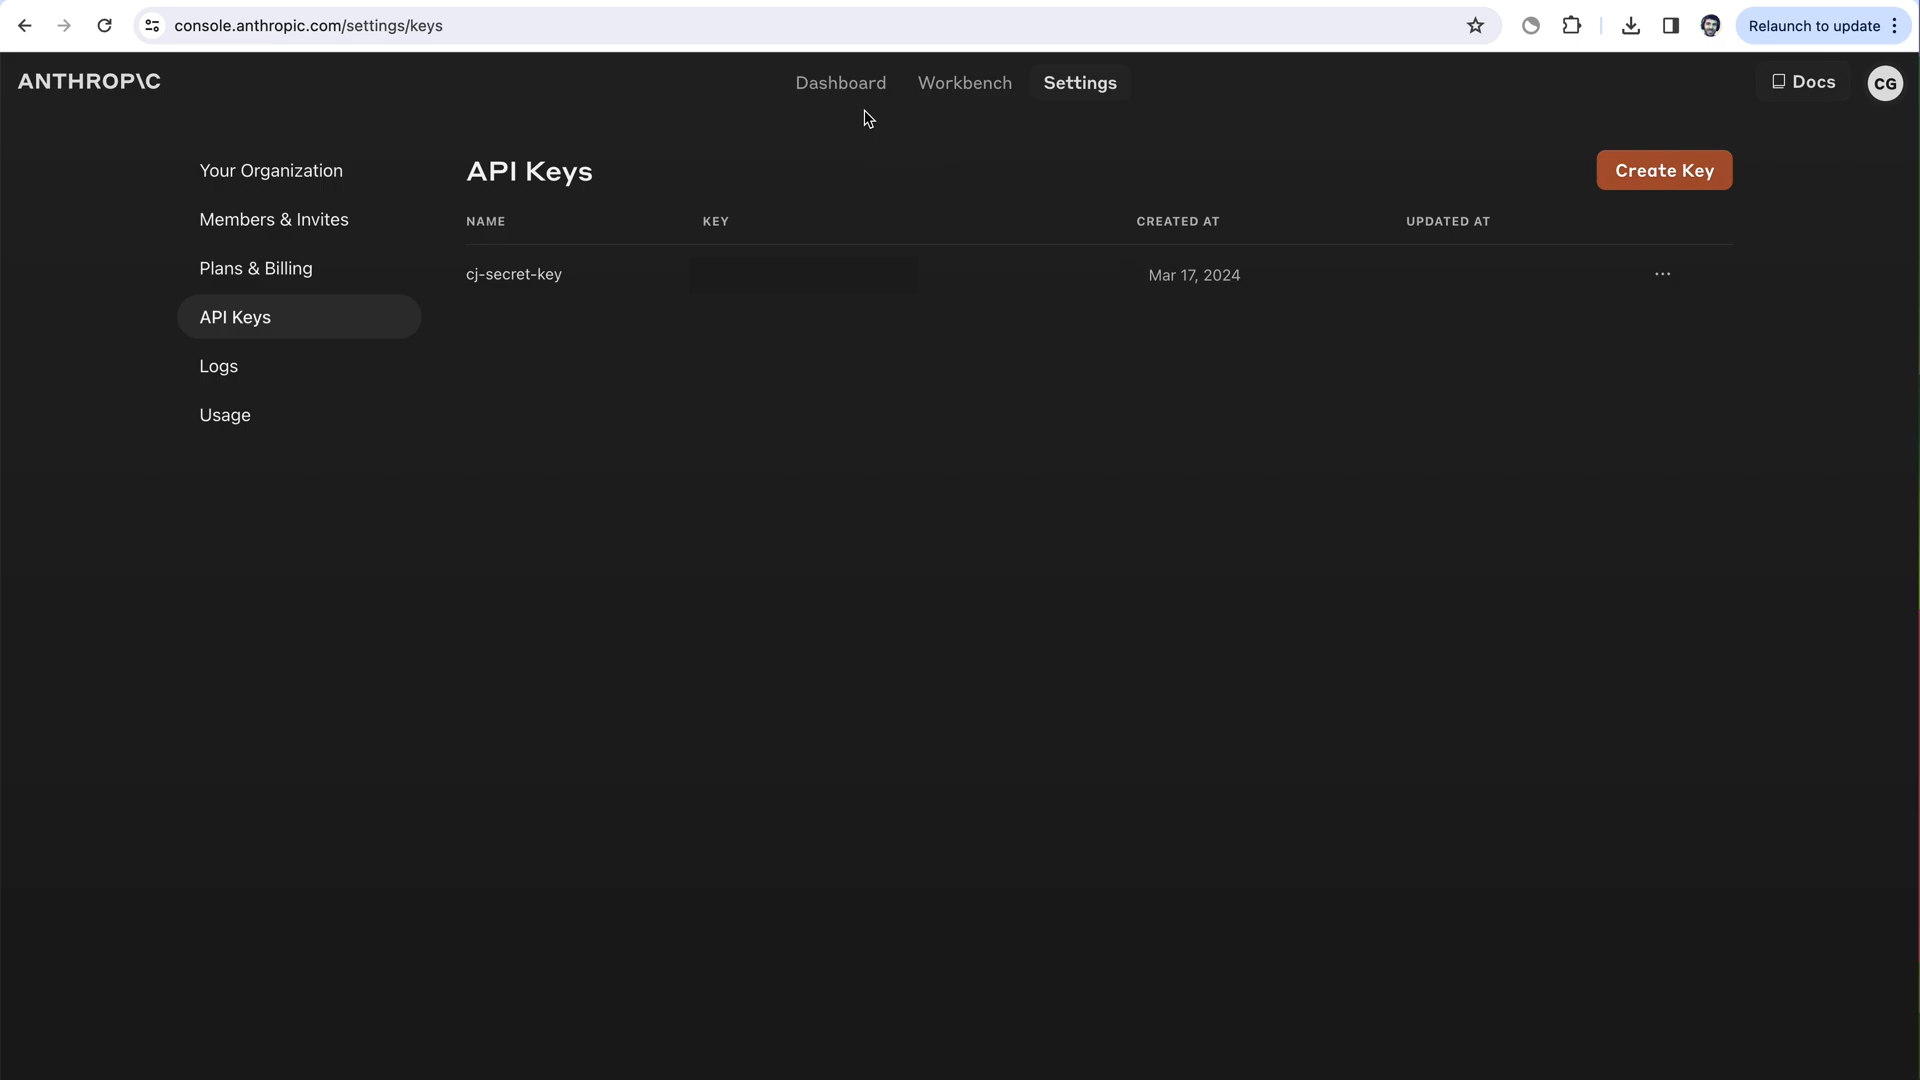 console.anthropic.com/settings/keys
Relaunch to update
ANTHROP\C
Dashboard
Workbench
Settings
Docs
CG
Your Organization
Members & Invites
Plans & Billing
API Keys
Logs
Usage
API Keys
Create Key
NAME KEY CREATED AT UPDATED AT
cj-secret-key Mar 17, 2024